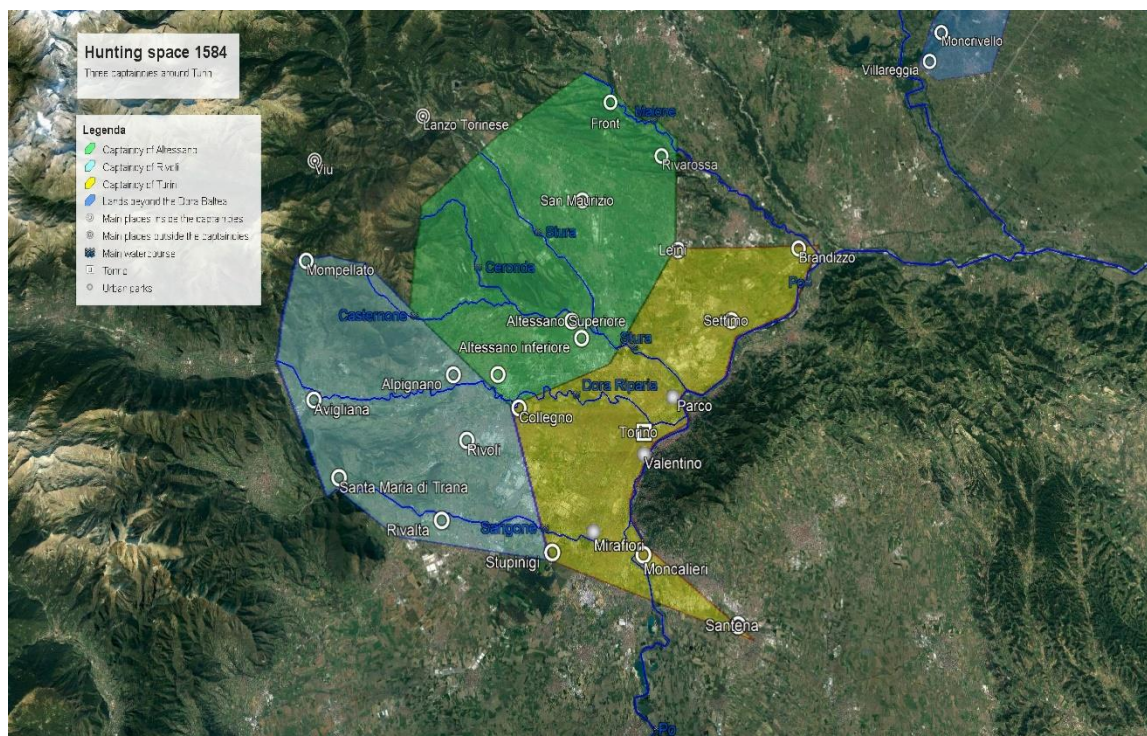 Hunting space 1584
Three captaincies around Turin
Legenda
Captaincy of Altessano
Captaincy of Rivoli
Captaincy of Turin
Lands beyond the Dora Baltea
Main places inside the captaincies
Main places outside the captaincies
Main watercourse
Torino
Urban parks
Moncrivello
Villareggia
Lanzo Torinese
Front
Malone
Viu
Rivarossa
San Maurizio
Stura
Leini
Brandizzo
Mompellato
Ceronda
Po
Casternone
Altessano Superiore
Settimo
Altessano inferiore
Stura
Alpignano
Dora Riparia
Avigliana
Collegno
Parco
Torino
Rivoli
Valentino
Santa Maria di Trana
Rivalta
Sangone
Mirafiori
Stupinigi
Moncalieri
Santena
Po